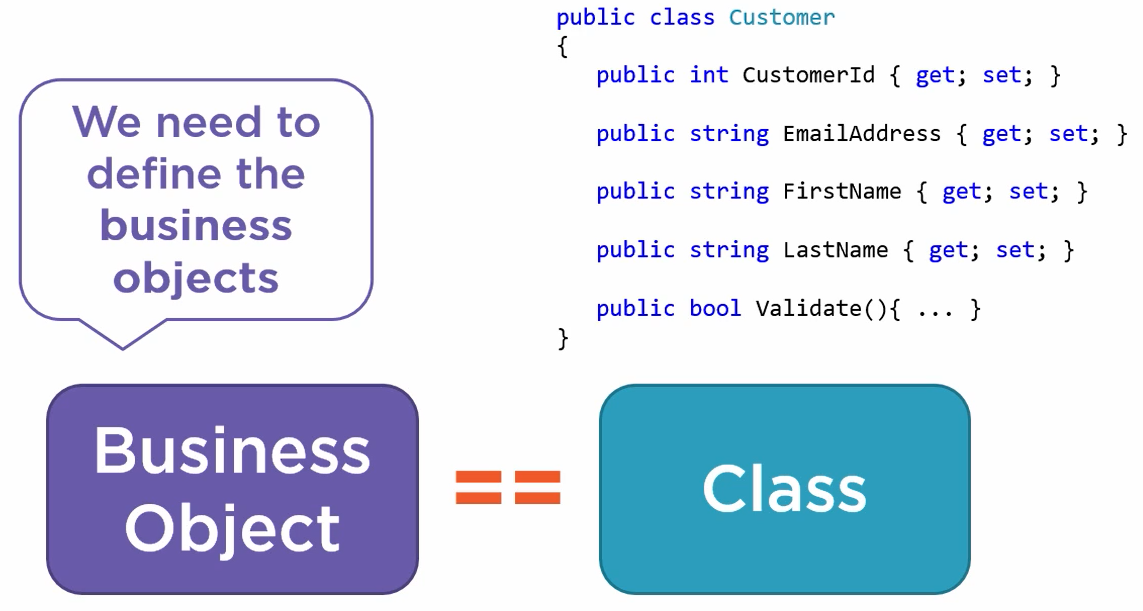 We need to
define the
business
objects
public class Customer
{
public int CustomerId { get; set; }
public string EmailAddress { get; set; }
public string FirstName { get; set; }
public string LastName { get; set; }
public bool Validate(){ ... }
}
Business
Object
==
Class